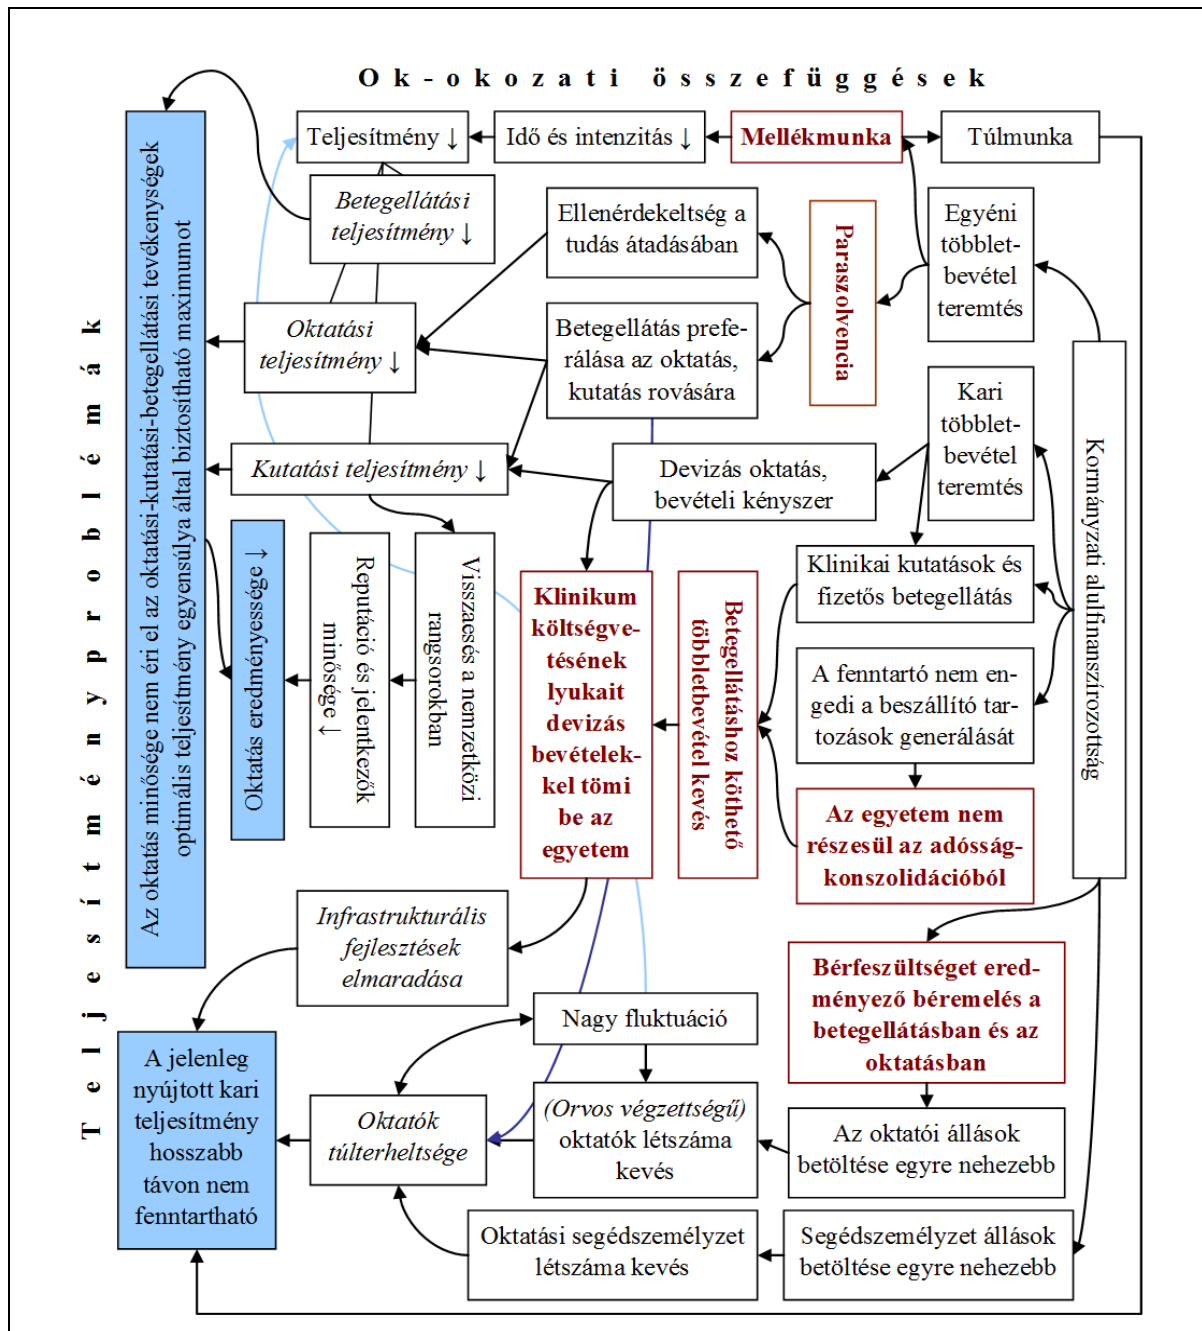 Ok-okozati összefüggések
Teljesítményproblémák
Az oktatás minősége nem éri el az oktatási-kutatási-betegellátási tevékenységek
optimális teljesítmény egyensúlya által biztosítható maximumot
Teljesítmény ↓
Idő és intenzitás ↓
Mellékmunka
Túlmunka
Betegellátási
teljesítmény ↓
Ellenérdekeltség a
tudás átadásában
Paraszolvencia
Egyéni
többlet-
bevétel
teremtés
Oktatási
teljesítmény ↓
Betegellátás prefe-
rálása az oktatás,
kutatás rovására
Kormányzati alulfinanszírozottság
Kari
többlet-
bevétel
teremtés
Kutatási teljesítmény ↓
Devizás oktatás,
bevételi kényszer
Oktatás eredményessége ↓
Reputáció és jelentkezők
minősége ↓
Visszaesés a nemzetközi
rangsorokban
Klinikum
költségve-
tésének
lyukait
devizás
bevételek-
kel tömi
be az
egyetem
Betegellátáshoz köthető
többletbevétel kevés
Klinikai kutatások és
fizetős betegellátás
A fenntartó nem en-
gedi a beszállító tar-
tozások generálását
Az egyetem nem
részesül az adósság-
konszolidációból
Infrastrukturális
fejlesztések
elmaradása
Bérfeszültséget ered-
ményező béremelés a
betegellátásban és az
oktatásban
Nagy fluktuáció
A jelenleg
nyújtott kari
teljesítmény
hosszabb
távon nem
fenntartható
Oktatók
túlterheltsége
(Orvos végzettségű)
oktatók létszáma
kevés
Az oktatói állások
betöltése egyre nehezebb
Oktatási segédszemélyzet
létszáma kevés
Segédszemélyzet állások
betöltése egyre nehezebb